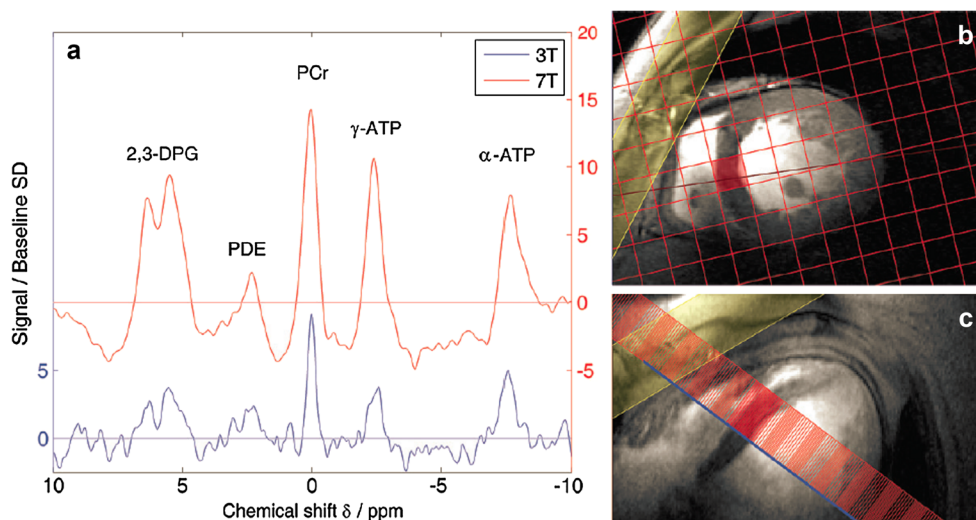 a
3T
7T
PCr
γ-ATP
α-ATP
2,3-DPG
PDE
Signal / Baseline SD
5
0
20
15
10
5
0
-5
10
5
0
-5
-10
Chemical shift δ / ppm
b
c